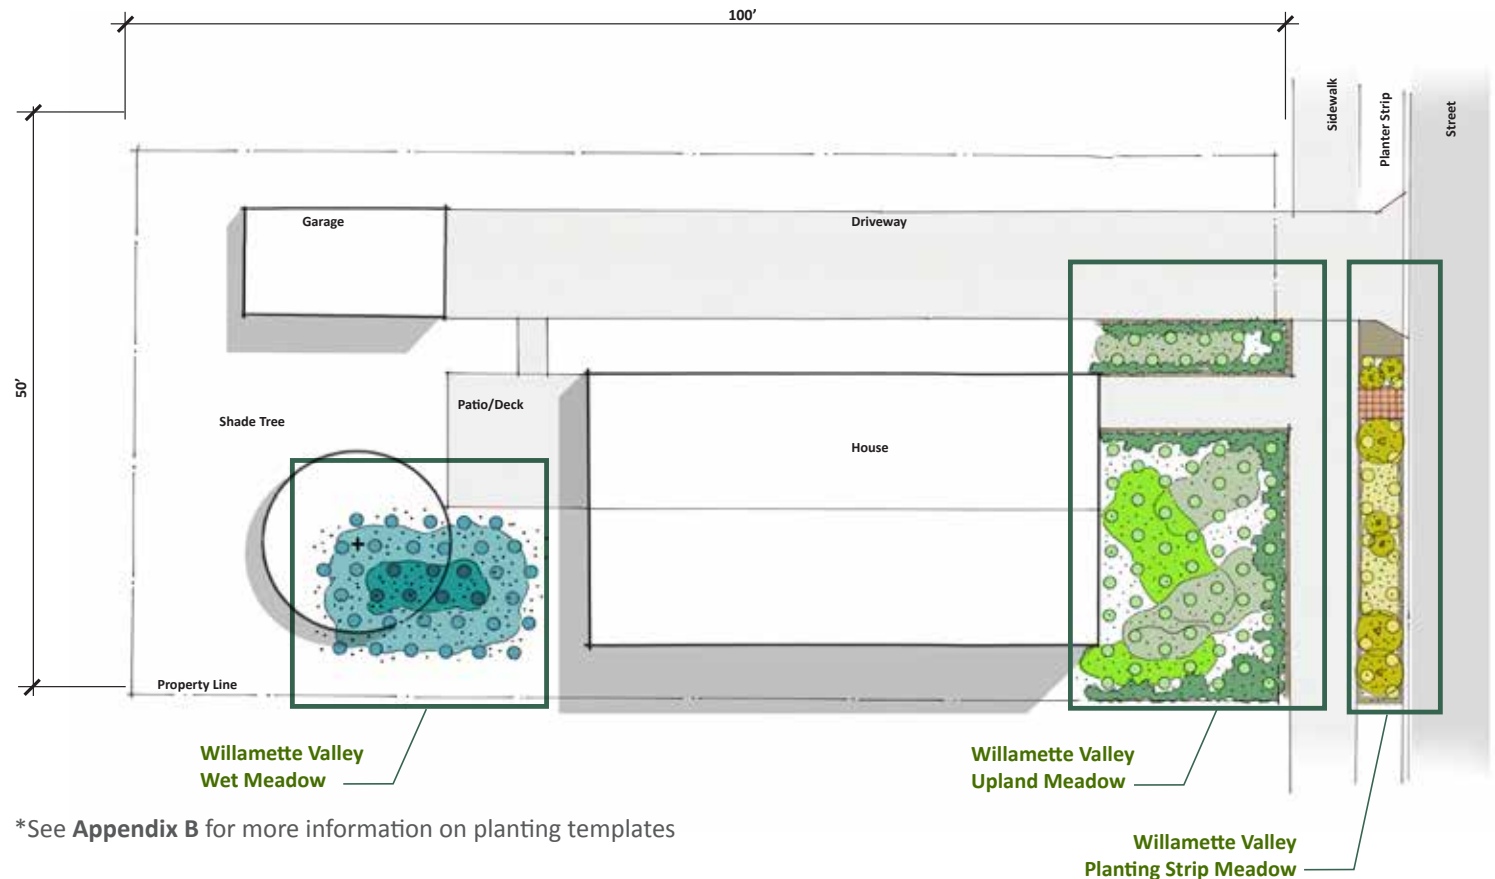 100’
Sidewalk
Planter Strip
Street
Garage
Driveway
50’
Patio/Deck
Shade Tree
House
Property Line
Willamette Valley
Wet Meadow
Willamette Valley
Upland Meadow
*See Appendix B for more information on planting templates
Willamette Valley
Planting Strip Meadow